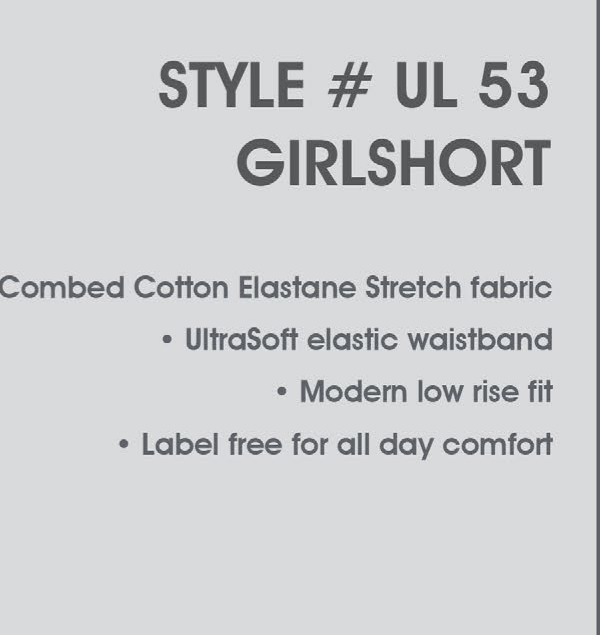 STYLE # UL 53
GIRLSHORT
Combed Cotton Elastane Stretch fabric
• UltraSoft elastic waistband
• Modern low rise fit
• Label free for all day comfort